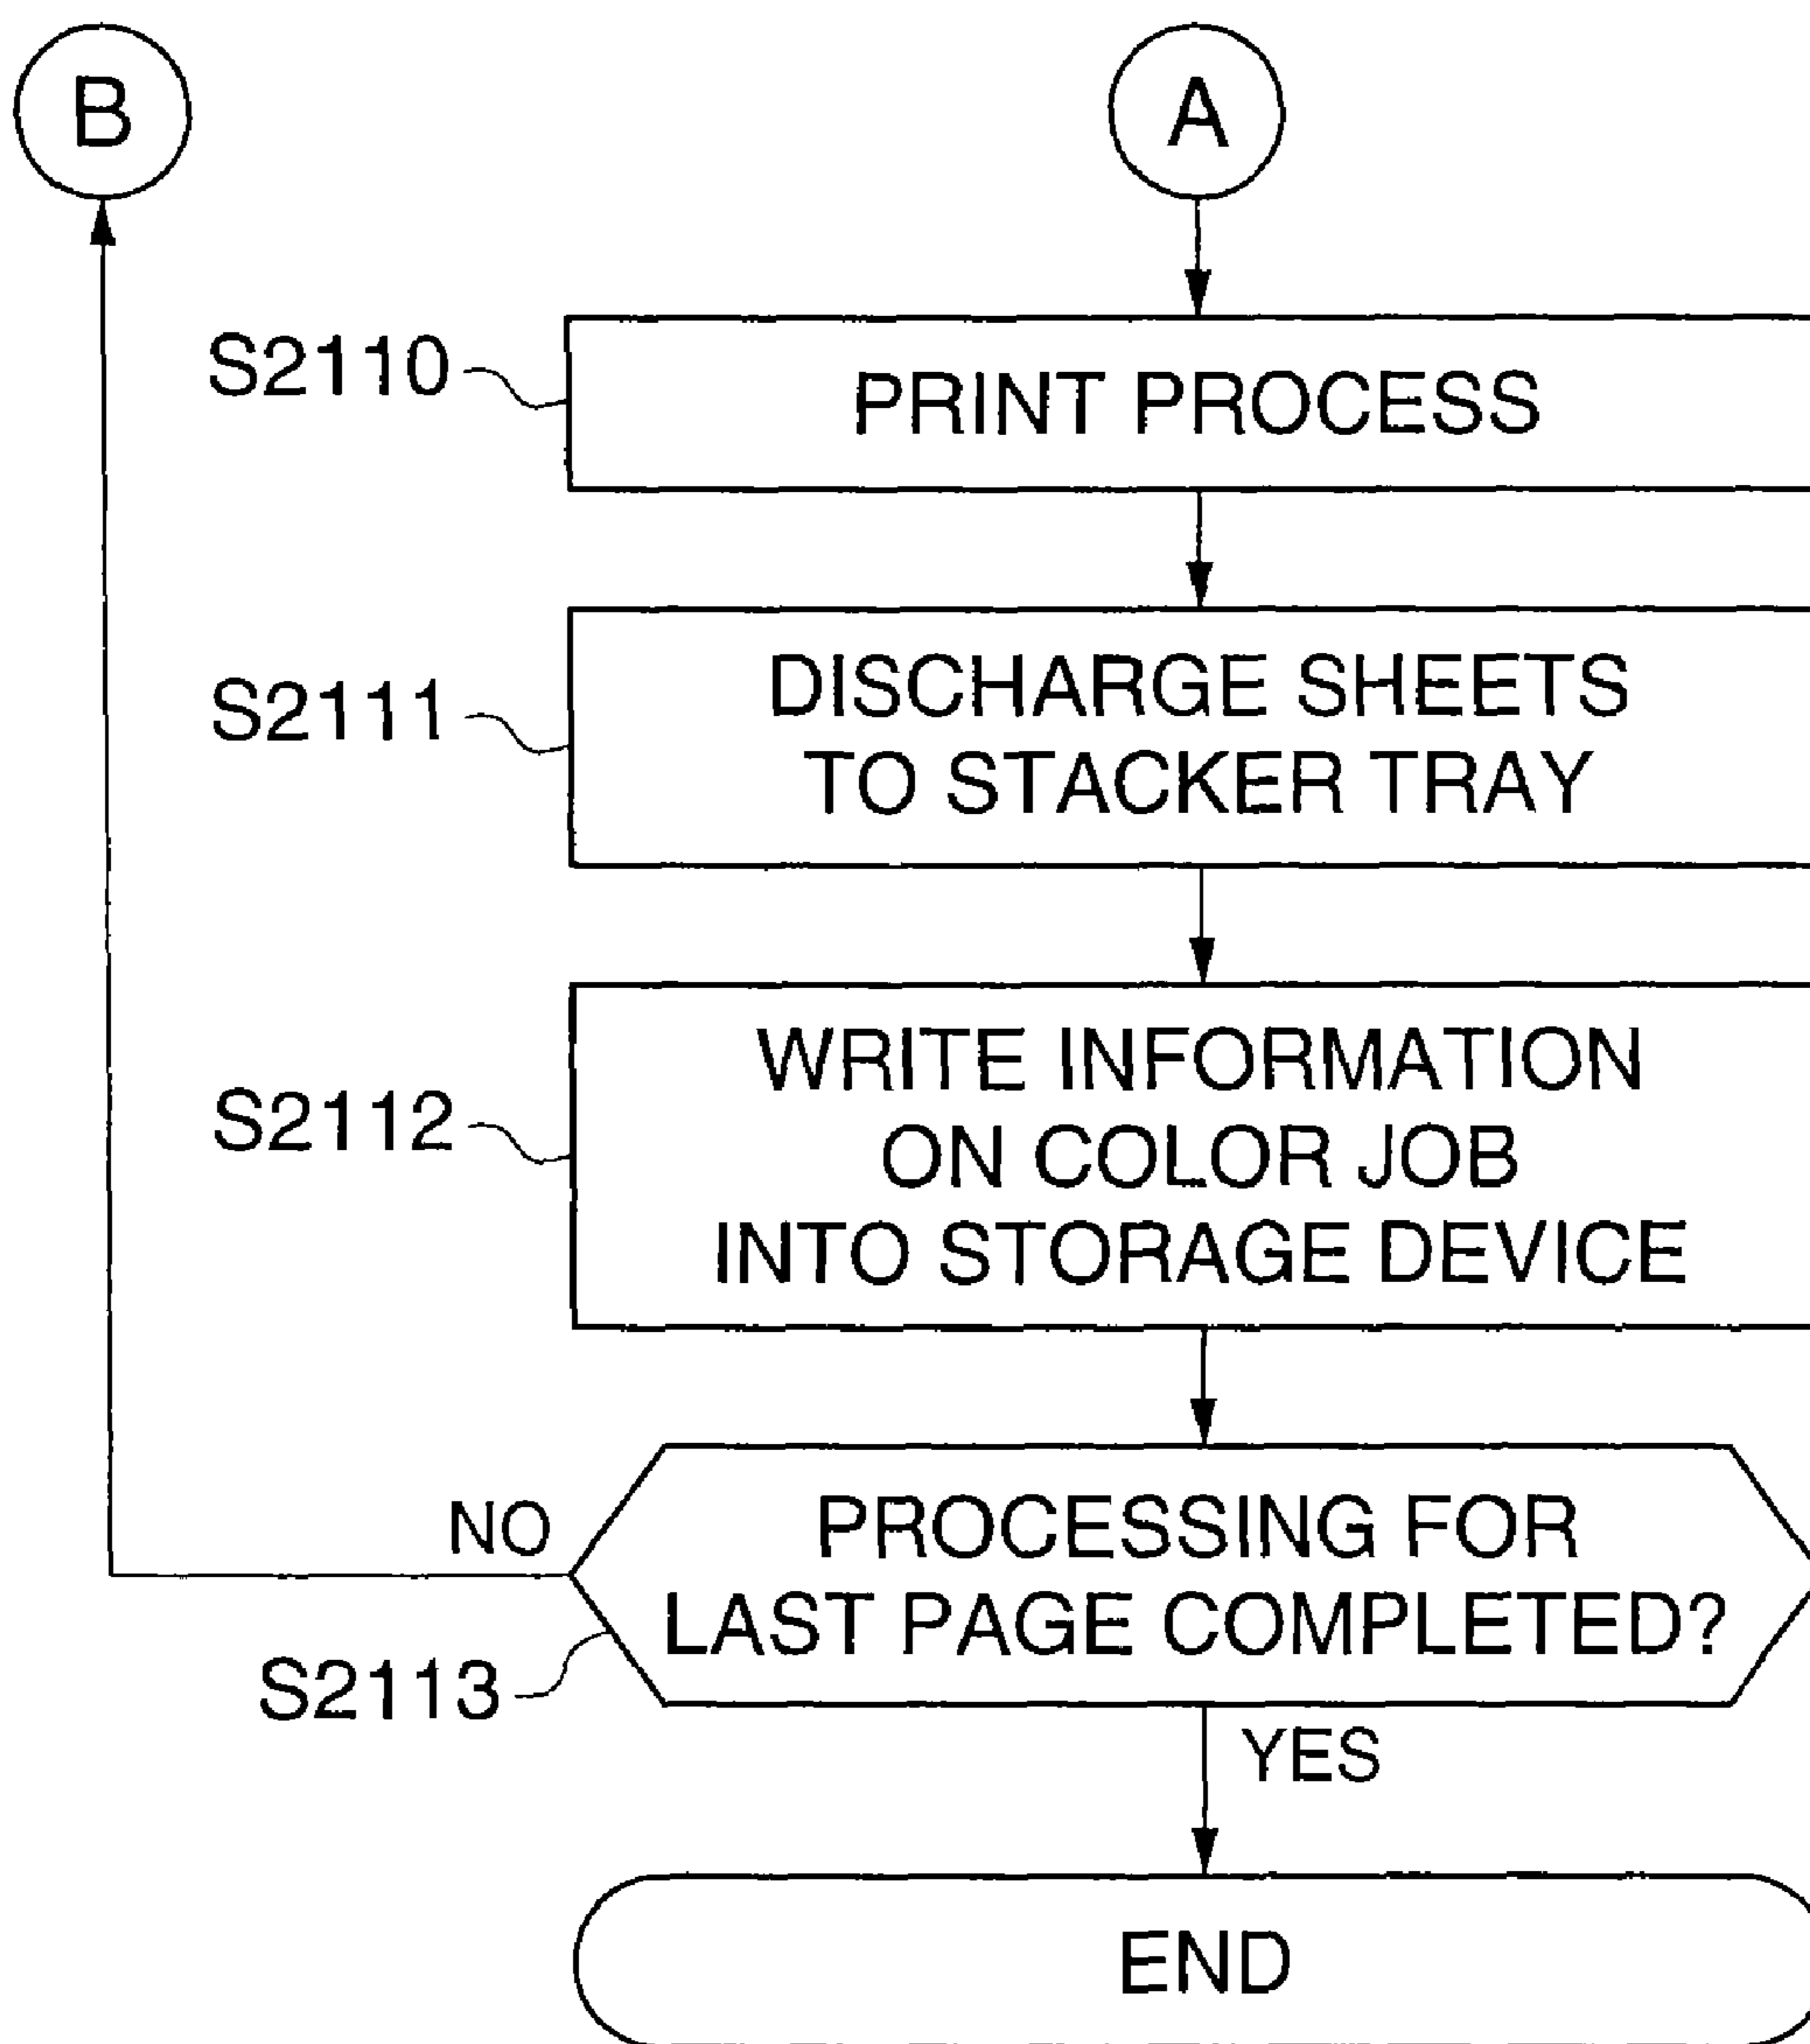 B
A
S2110
PRINT PROCESS
S2111
DISCHARGE SHEETS
TO STACKER TRAY
S2112
WRITE INFORMATION
ON COLOR JOB
INTO STORAGE DEVICE
NO
PROCESSING FOR
LAST PAGE COMPLETED?
S2113
YES
END